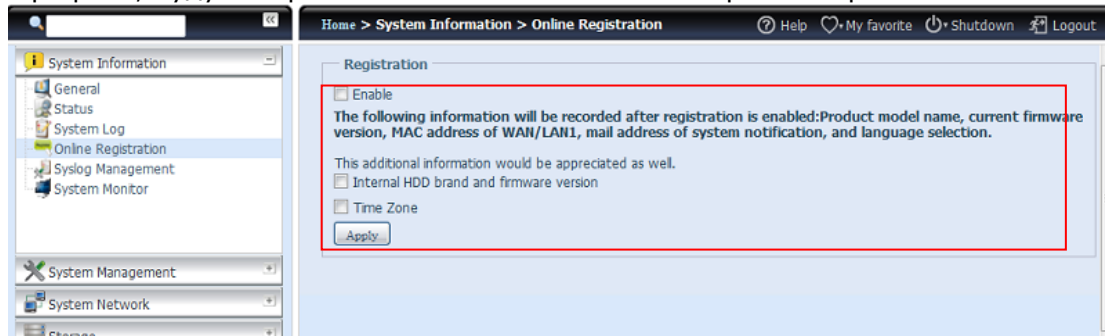 Home > System Information > Online Registration
Help
My favorite
Shutdown
Logout
System Information
General
Status
System Log
Online Registration
Syslog Management
System Monitor
System Management
System Network
Storage
Registration
Enable
The following information will be recorded after registration is enabled:Product model name, current firmware
version, MAC address of WAN/LAN1, mail address of system notification, and language selection.
This additional information would be appreciated as well.
Internal HDD brand and firmware version
Time Zone
Apply